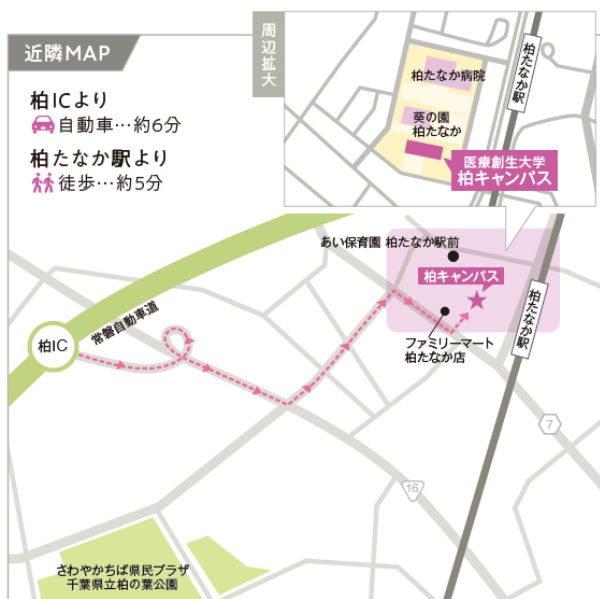 近隣MAP
柏ICより
自動車…約6分
柏たなか駅より
徒歩…約5分
周辺拡大
柏たなか病院
葵の園
柏たなか
医療創生大学
柏キャンパス
柏たなか駅
あい保育園 柏たなか駅前
柏キャンパス
ファミリーマート
柏たなか店
柏たなか駅
常磐自動車道
柏IC
7
16
さわやかちば県民プラザ
千葉県立柏の葉公園